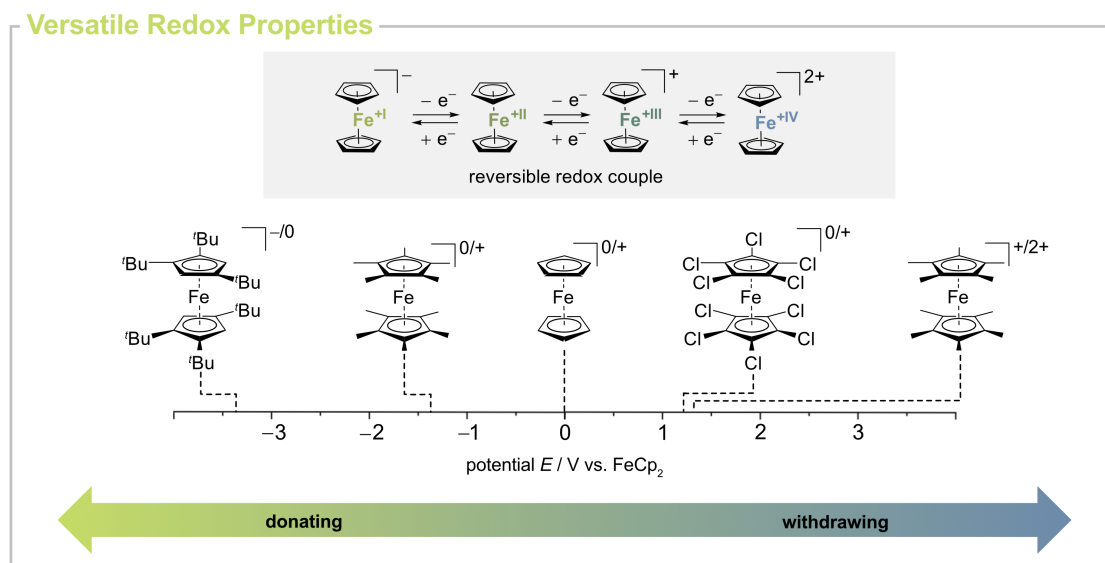 Versatile Redox Properties
– + 2+
– e⁻ – e⁻ – e⁻
Fe⁺ᴵ Fe⁺ᴵᴵ Fe⁺ᴵᴵᴵ Fe⁺ᴵⱽ
+ e⁻ + e⁻ + e⁻
reversible redox couple
–/0 0/+ 0/+ 0/+ +/2+
ᵗBu Cl
ᵗBu Cl Cl
ᵗBu Cl Cl
Fe Fe Fe Fe Fe
ᵗBu Cl Cl
ᵗBu Cl Cl
ᵗBu Cl
–3 –2 –1 0 1 2 3
potential E / V vs. FeCp₂
donating withdrawing